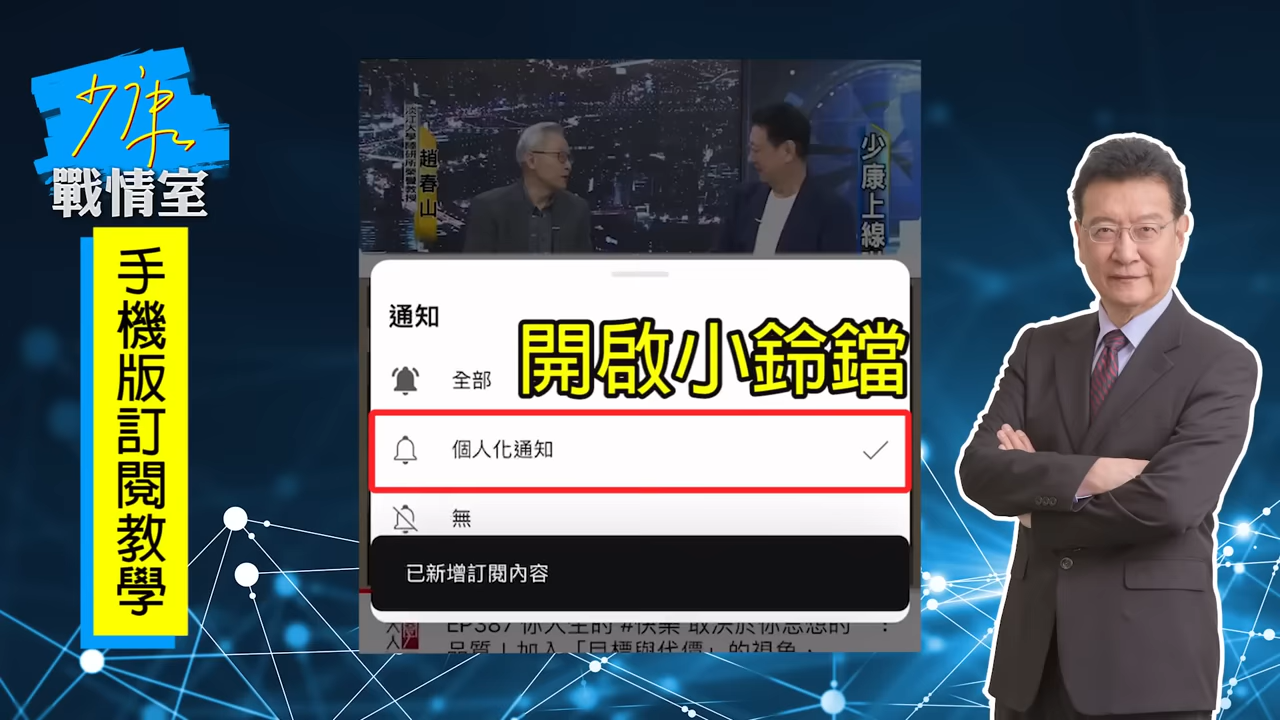 少康
戰情室
手機版訂閱教學
趙春山
少康上線
通知
開啟小鈴鐺
全部
個人化通知
無
已新增訂閱內容
EP387 你人生的 #快樂 取決於你思想的
品質｜加入「目標與代價」的視角，